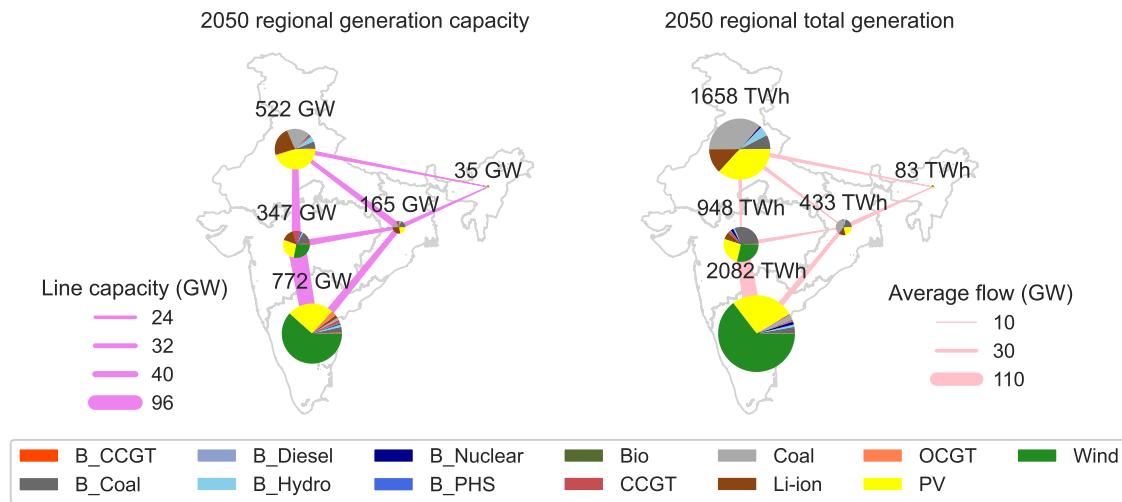 2050 regional generation capacity
522 GW
35 GW
165 GW
347 GW
772 GW
Line capacity (GW)
24
32
40
96
2050 regional total generation
1658 TWh
83 TWh
433 TWh
948 TWh
2082 TWh
Average flow (GW)
10
30
110
B_CCGT B_Diesel B_Nuclear Bio Coal OCGT Wind
B_Coal B_Hydro B_PHS CCGT Li-ion PV